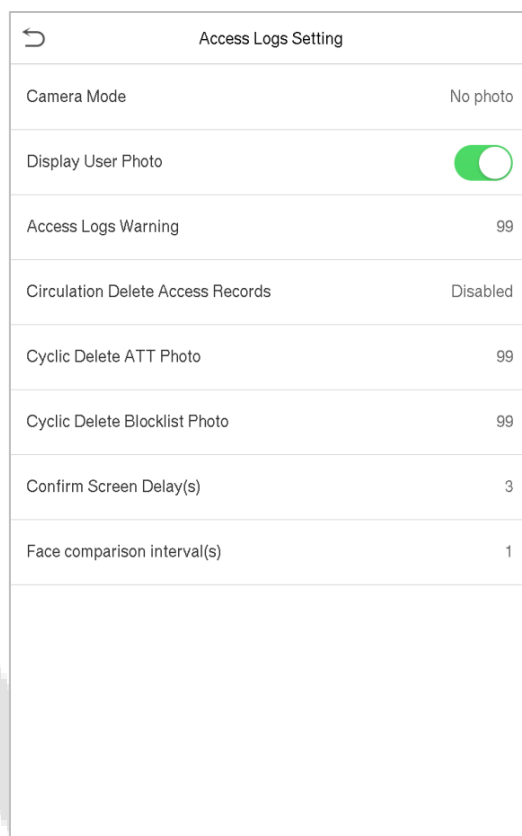 Access Logs Setting
Camera Mode No photo
Display User Photo
Access Logs Warning 99
Circulation Delete Access Records Disabled
Cyclic Delete ATT Photo 99
Cyclic Delete Blocklist Photo 99
Confirm Screen Delay(s) 3
Face comparison interval(s) 1